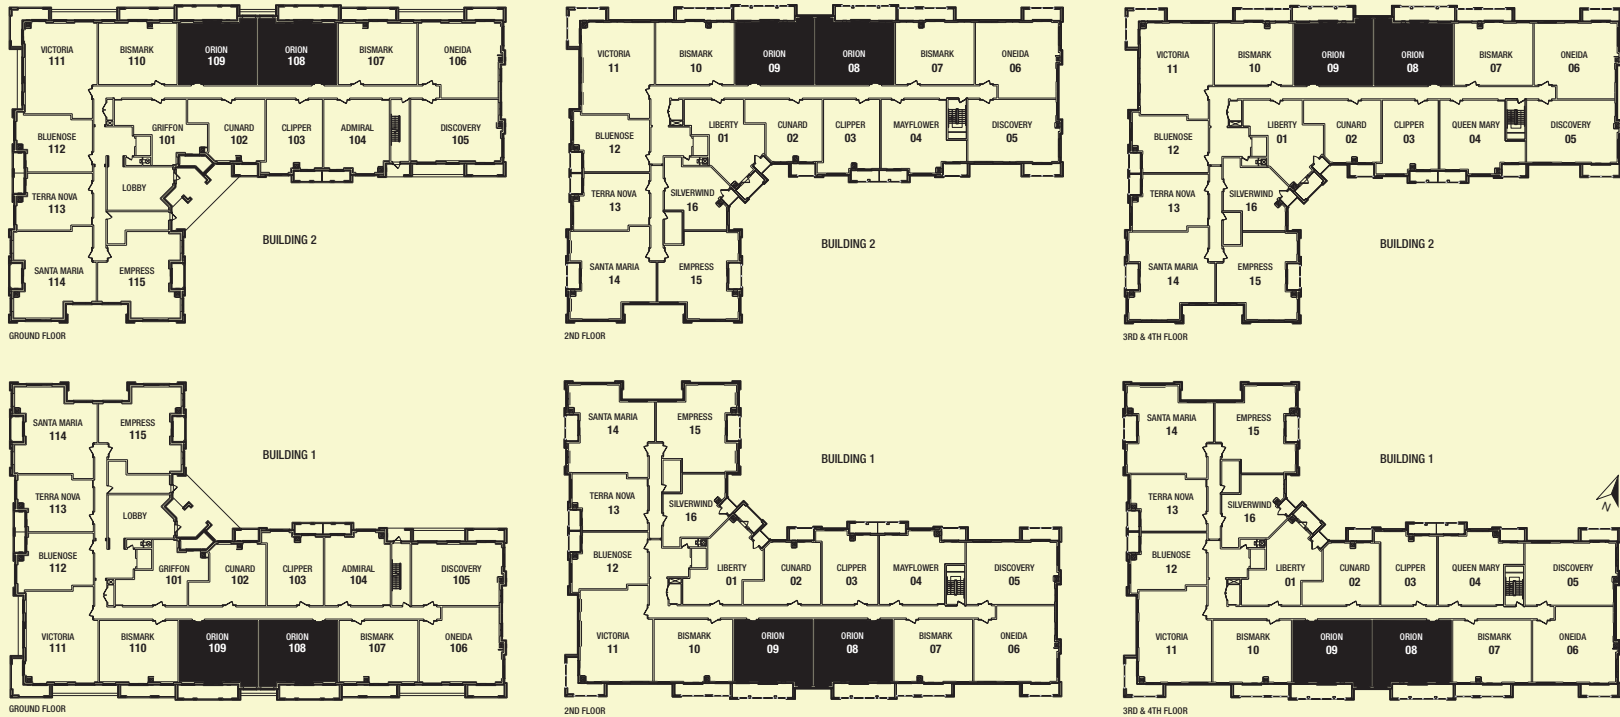 VICTORIA
111
BISMARK
110
ORION
109
ORION
108
BISMARK
107
ONEIDA
106
GRIFFON
101
CUNARD
102
CLIPPER
103
ADMIRAL
104
DISCOVERY
105
BLUENOSE
112
LOBBY
TERRA NOVA
113
SANTA MARIA
114
EMPRESS
115
BUILDING 2
GROUND FLOOR
VICTORIA
11
BISMARK
10
ORION
09
ORION
08
BISMARK
07
ONEIDA
06
LIBERTY
01
CUNARD
02
CLIPPER
03
MAYFLOWER
04
DISCOVERY
05
BLUENOSE
12
TERRA NOVA
13
SILVERWIND
16
SANTA MARIA
14
EMPRESS
15
BUILDING 2
2ND FLOOR
VICTORIA
11
BISMARK
10
ORION
09
ORION
08
BISMARK
07
ONEIDA
06
LIBERTY
01
CUNARD
02
CLIPPER
03
QUEEN MARY
04
DISCOVERY
05
BLUENOSE
12
TERRA NOVA
13
SILVERWIND
16
SANTA MARIA
14
EMPRESS
15
BUILDING 2
3RD & 4TH FLOOR
SANTA MARIA
114
EMPRESS
115
BUILDING 1
TERRA NOVA
113
LOBBY
BLUENOSE
112
GRIFFON
101
CUNARD
102
CLIPPER
103
ADMIRAL
104
DISCOVERY
105
VICTORIA
111
BISMARK
110
ORION
109
ORION
108
BISMARK
107
ONEIDA
106
GROUND FLOOR
SANTA MARIA
14
EMPRESS
15
BUILDING 1
TERRA NOVA
13
SILVERWIND
16
BLUENOSE
12
LIBERTY
01
CUNARD
02
CLIPPER
03
MAYFLOWER
04
DISCOVERY
05
VICTORIA
11
BISMARK
10
ORION
09
ORION
08
BISMARK
07
ONEIDA
06
2ND FLOOR
SANTA MARIA
14
EMPRESS
15
BUILDING 1
TERRA NOVA
13
SILVERWIND
16
BLUENOSE
12
LIBERTY
01
CUNARD
02
CLIPPER
03
QUEEN MARY
04
DISCOVERY
05
VICTORIA
11
BISMARK
10
ORION
09
ORION
08
BISMARK
07
ONEIDA
06
3RD & 4TH FLOOR
N